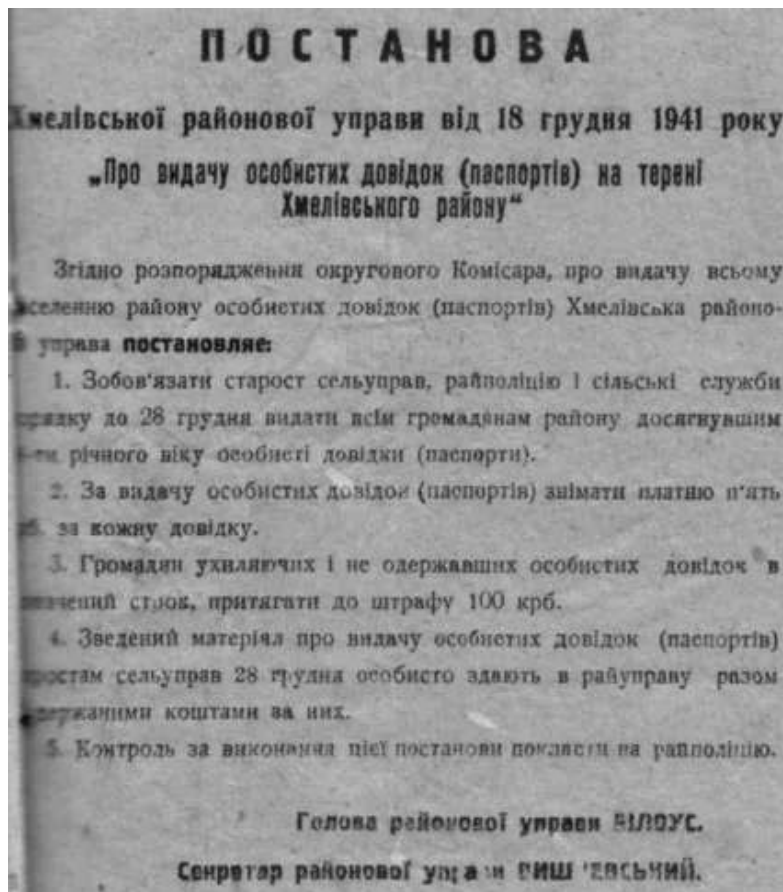 ПОСТАНОВА
Хмелівської районової управи від 18 грудня 1941 року
„Про видачу особистих довідок (паспортів) на терені
Хмелівського району“
Згідно розпорядження округового Комісара, про видачу всьому
населенню району особистих довідок (паспортів) Хмелівська районо-
управа постановляє:
1. Зобов'язати старост сельуправ, райполіцію і сільські служби
порядку до 28 грудня видати всім громадянам району досягнувшим
річного віку особисті довідки (паспорти).
2. За видачу особистих довідок (паспортів) знімати платню п'ять
за кожну довідку.
3. Громадян ухиляючих і не одержавших особистих довідок в
строк, притягати до штрафу 100 крб.
4. Зведений матеріял про видачу особистих довідок (паспортів)
сельуправ 28 грудня особисто здають в райуправу разом
коштами за них.
5. Контроль за виконання цієї постанови покласти на райполіцію.
Голова районової управи БІЛОУС.
Секретар районової управи